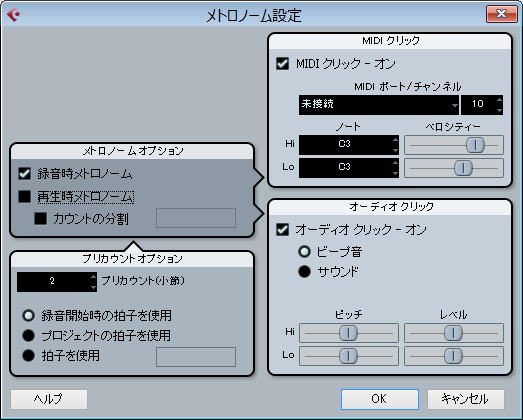 メトロノーム設定
メトロノームオプション
録音時メトロノーム
再生時メトロノーム
カウントの分割
プリカウントオプション
2 プリカウント(小節)
録音開始時の拍子を使用
プロジェクトの拍子を使用
拍子を使用
MIDI クリック
MIDI クリック - オン
MIDI ポート/チャンネル
未接続 10
ノート ベロシティー
Hi C3
Lo C3
オーディオ クリック
オーディオ クリック - オン
ビープ音
サウンド
ピッチ レベル
Hi
Lo
ヘルプ OK キャンセル